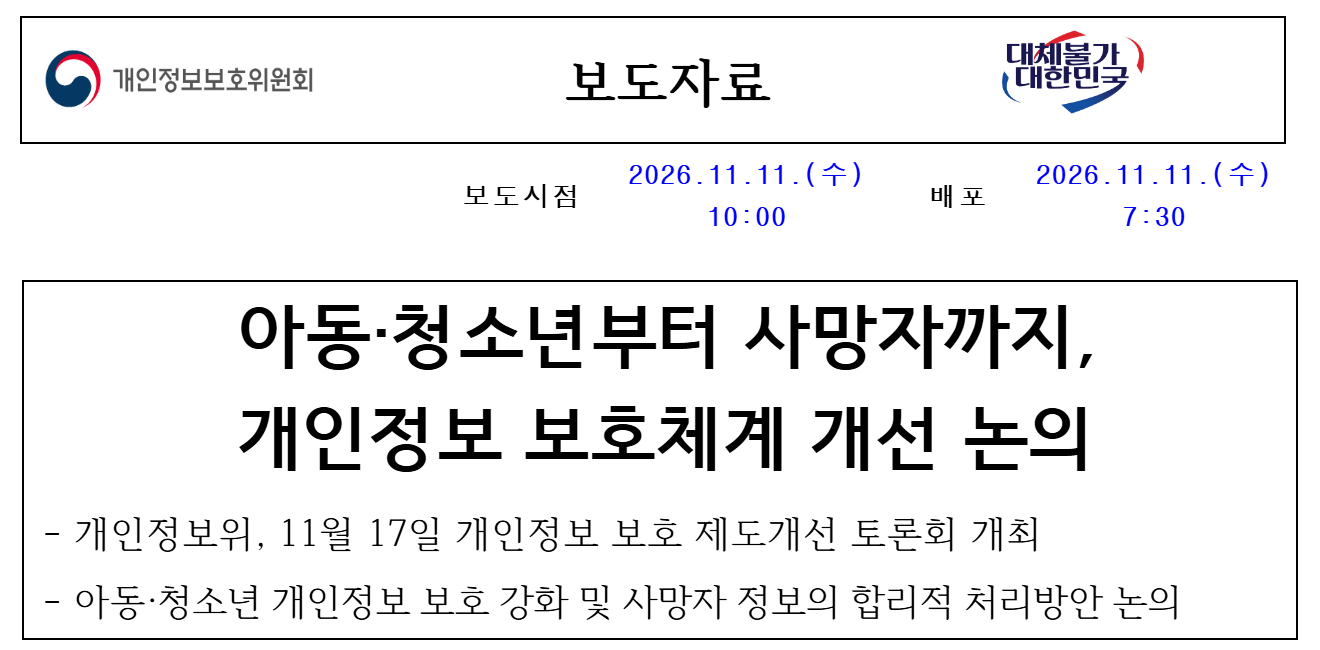 개인정보보호위원회
보도자료
대체불가
대한민국
보도시점
2026.11.11.(수)
10:00
배포
2026.11.11.(수)
7:30
아동·청소년부터 사망자까지,
개인정보 보호체계 개선 논의
- 개인정보위, 11월 17일 개인정보 보호 제도개선 토론회 개최
- 아동·청소년 개인정보 보호 강화 및 사망자 정보의 합리적 처리방안 논의